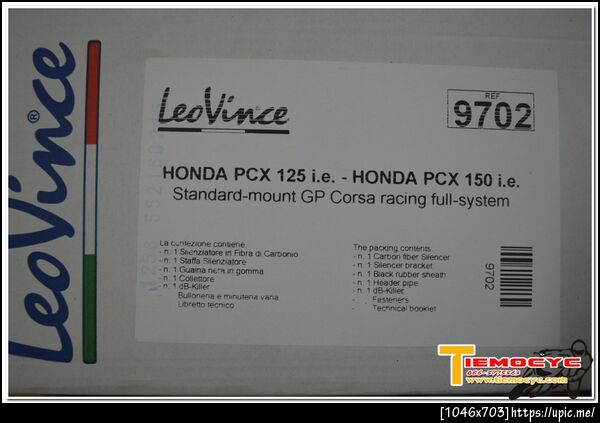 LeoVince®
LeoVince
REF
9702
HONDA PCX 125 i.e. - HONDA PCX 150 i.e.
Standard-mount GP Corsa racing full-system
La confezione contiene
- n. 1 Silenziatore in Fibra di Carbonio
- n. 1 Staffa Silenziatore
- n. 1 Guaina nera in gomma
- n. 1 Collettore
- n. 1 dB-Killer
Bulloneria e minuteria varia
Libretto tecnico
The packing contents:
- n. 1 Carbon fiber Silencer
- n. 1 Silencer bracket
- n. 1 Black rubber sheath
- n. 1 Header pipe
- n. 1 dB-Killer
- Fasteners
- Technical booklet
9702
TIEMOCYC
www.tiemocyc.com
[1046x703]https://upic.me/